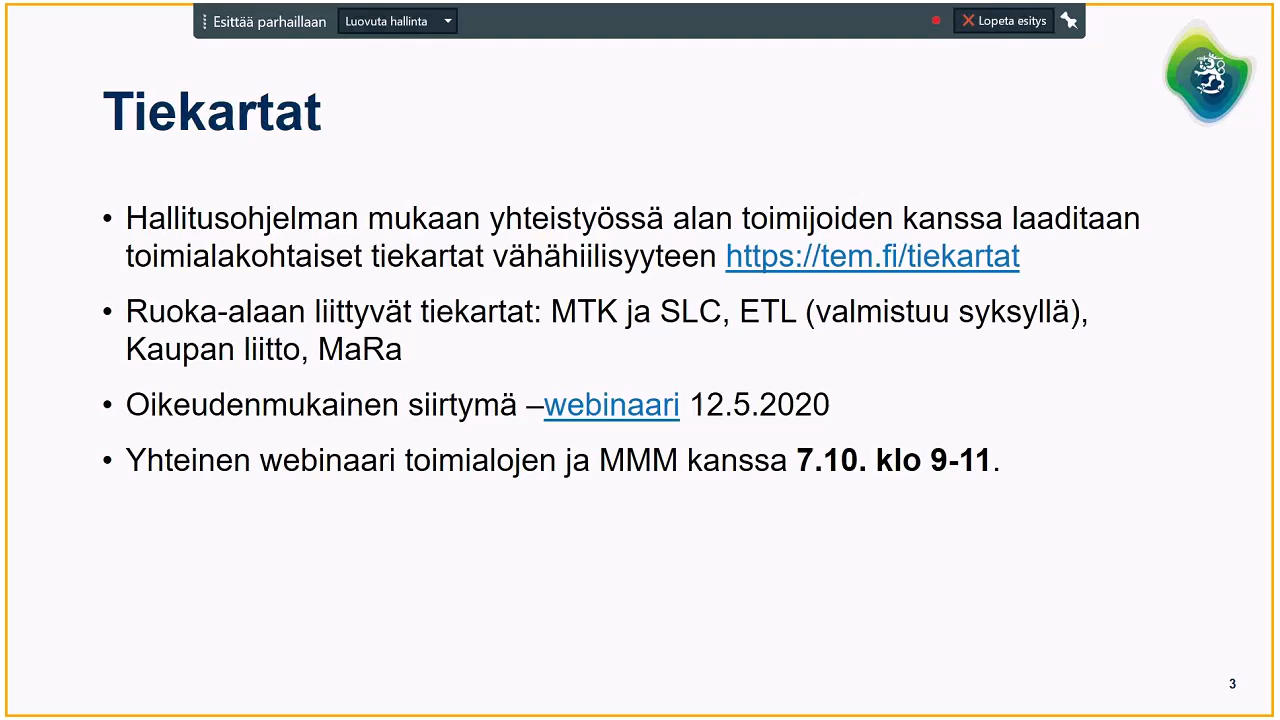 Esittää parhaillaan
Luovuta hallinta
Lopeta esitys
Tiekartat
• Hallitusohjelman mukaan yhteistyössä alan toimijoiden kanssa laaditaan
toimialakohtaiset tiekartat vähähiilisyyteen https://tem.fi/tiekartat
• Ruoka-alaan liittyvät tiekartat: MTK ja SLC, ETL (valmistuu syksyllä),
Kaupan liitto, MaRa
• Oikeudenmukainen siirtymä –webinaari 12.5.2020
• Yhteinen webinaari toimialojen ja MMM kanssa 7.10. klo 9-11.
3